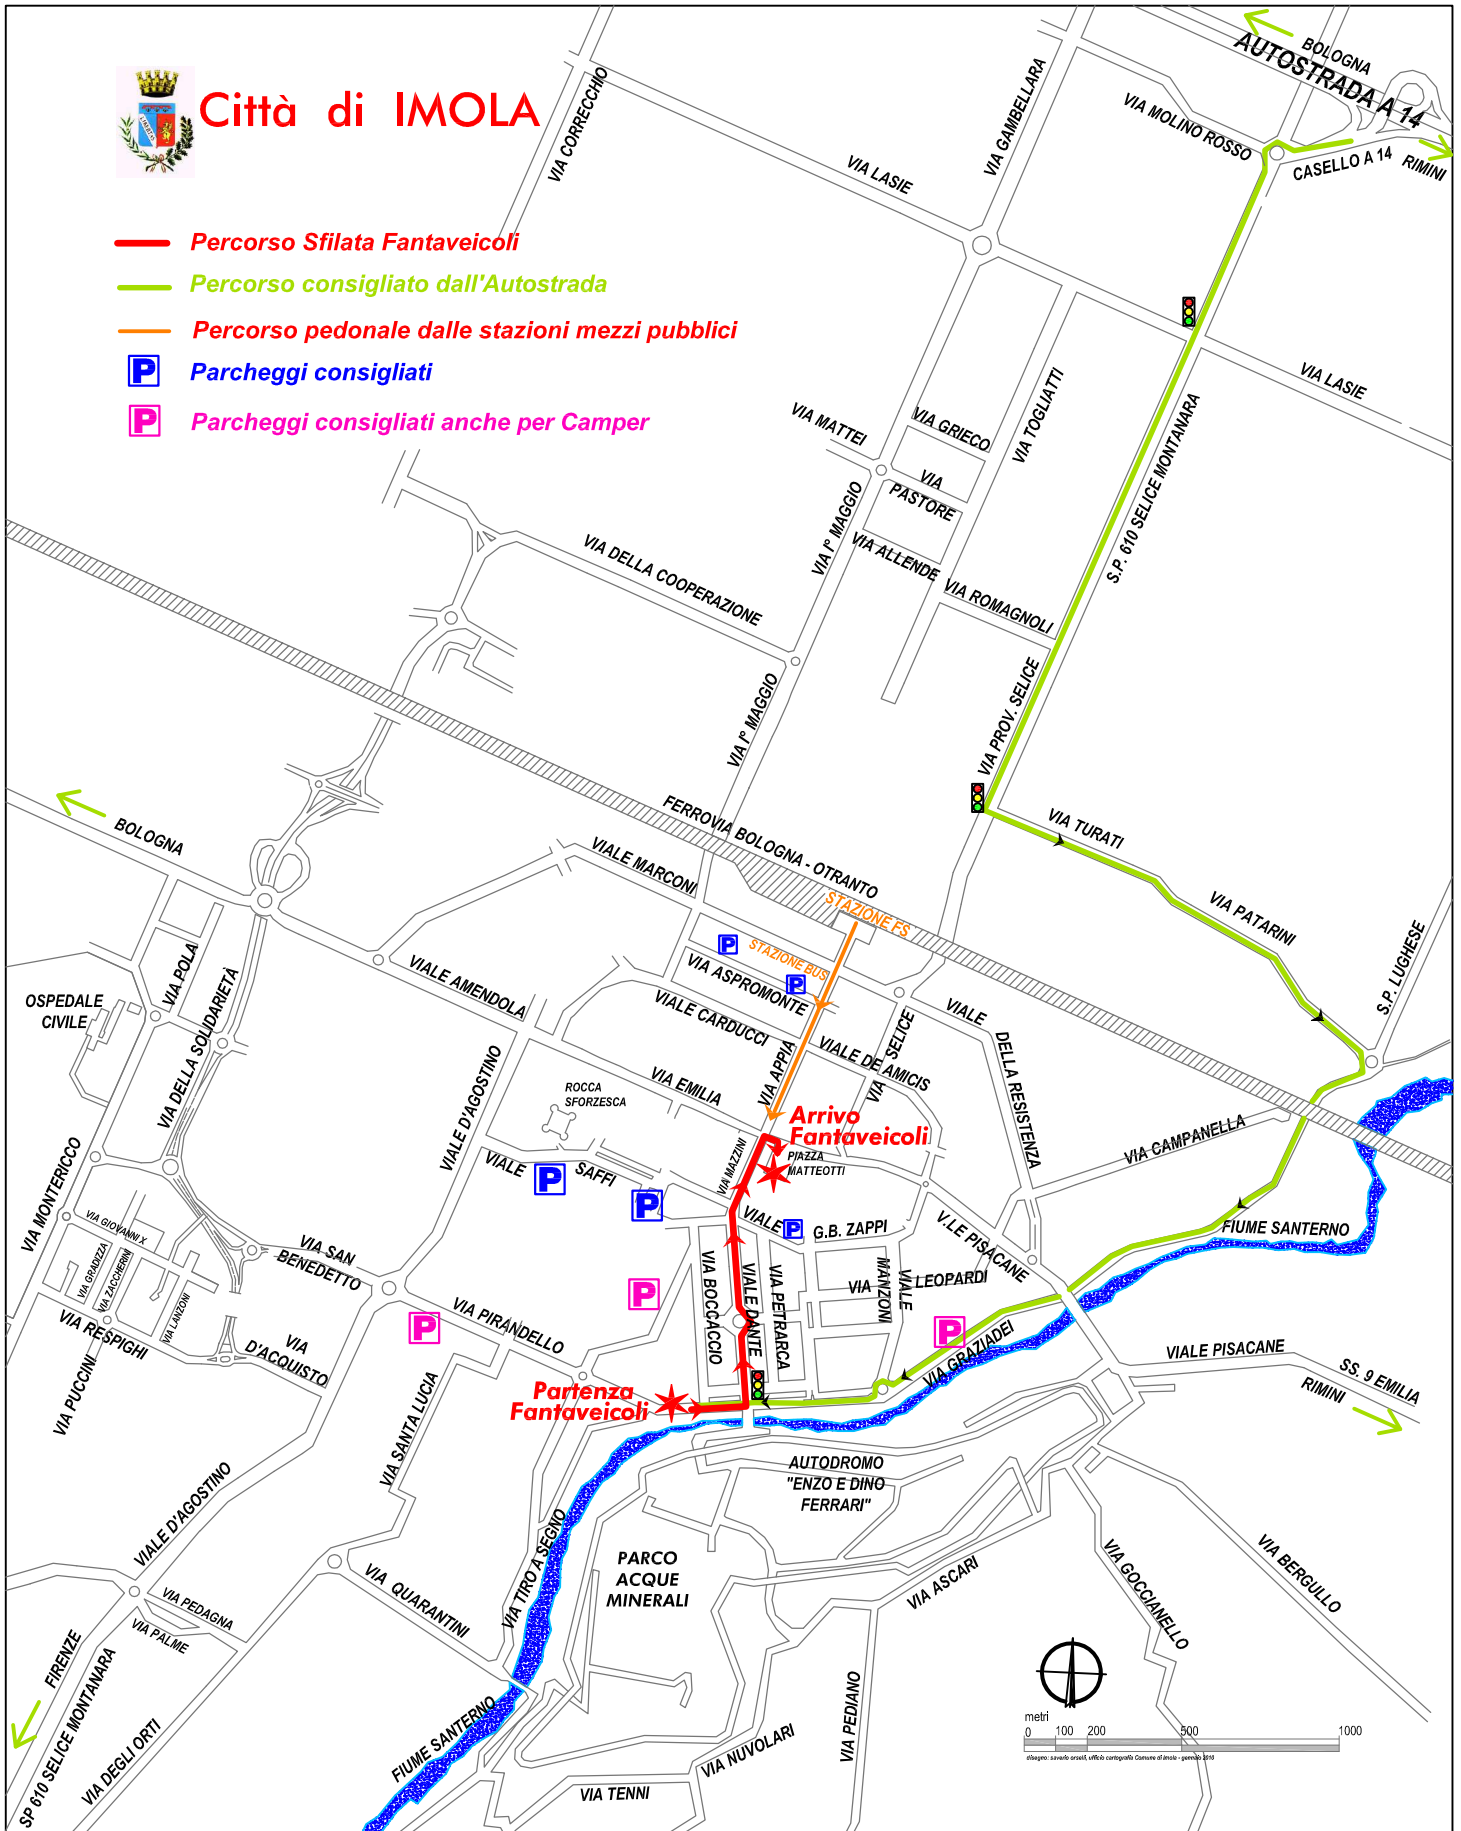 Città di IMOLA
Percorso Sfilata Fantaveicoli
Percorso consigliato dall'Autostrada
Percorso pedonale dalle stazioni mezzi pubblici
P Parcheggi consigliati
P Parcheggi consigliati anche per Camper
BOLOGNA
AUTOSTRADA A 14
VIA CORRECCHIO
VIA GAMBELLARA
VIA MOLINO ROSSO
CASELLO A 14
RIMINI
VIA LASIE
VIA LASIE
VIA TOGLIATTI
VIA MATTEI
VIA GRIECO
VIA
PASTORE
S.P. 610 SELICE MONTANARA
VIA I° MAGGIO
VIA ALLENDE
VIA ROMAGNOLI
VIA DELLA COOPERAZIONE
VIA I° MAGGIO
VIA PROV. SELICE
BOLOGNA
FERROVIA BOLOGNA - OTRANTO
VIALE MARCONI
VIA TURATI
VIA PATARINI
S.P. LUGHESE
STAZIONE FS
STAZIONE BUS
P
P
VIA ASPROMONTE
VIALE CARDUCCI
VIALE AMENDOLA
VIA POLA
OSPEDALE
CIVILE
VIA DELLA SOLIDARIETÀ
VIALE
DELLA RESISTENZA
VIA SELICE
VIALE DE AMICIS
VIA APPIA
VIA EMILIA
VIALE D'AGOSTINO
ROCCA
SFORZESCA
Arrivo
Fantaveicoli
PIAZZA
MATTEOTTI
VIA MAZZINI
VIA CAMPANELLA
VIALE
SAFFI
P
P
VIA MONTERICCO
VIA GIOVANNI X
VIA GRADIZZA
VIA ZACCHERINI
VIA LANZONI
VIA SAN
BENEDETTO
VIALE
P
G.B. ZAPPI
V.LE PISACANE
FIUME SANTERNO
VIA BOCCACCIO
VIALE DANTE
VIA PETRARCA
VIA
LEOPARDI
VIALE
MANZONI
P
P
P
VIA PIRANDELLO
VIA RESPIGHI
VIA
D'ACQUISTO
VIA PUCCINI
VIA GRAZIADEI
VIALE PISACANE
SS. 9 EMILIA
RIMINI
Partenza
Fantaveicoli
VIA SANTA LUCIA
VIALE D'AGOSTINO
AUTODROMO
"ENZO E DINO
FERRARI"
VIA TIRO A SEGNO
PARCO
ACQUE
MINERALI
VIA ASCARI
VIA GOCCIANELLO
VIA BERGULLO
VIA QUARANTINI
VIA PEDAGNA
VIA PALME
FIRENZE
SP 610 SELICE MONTANARA
VIA DEGLI ORTI
FIUME SANTERNO
VIA NUVOLARI
VIA PEDIANO
VIA TENNI
metri
0 100 200 500 1000
disegno: saverio orselli, ufficio cartografia Comune di Imola - gennaio 2010